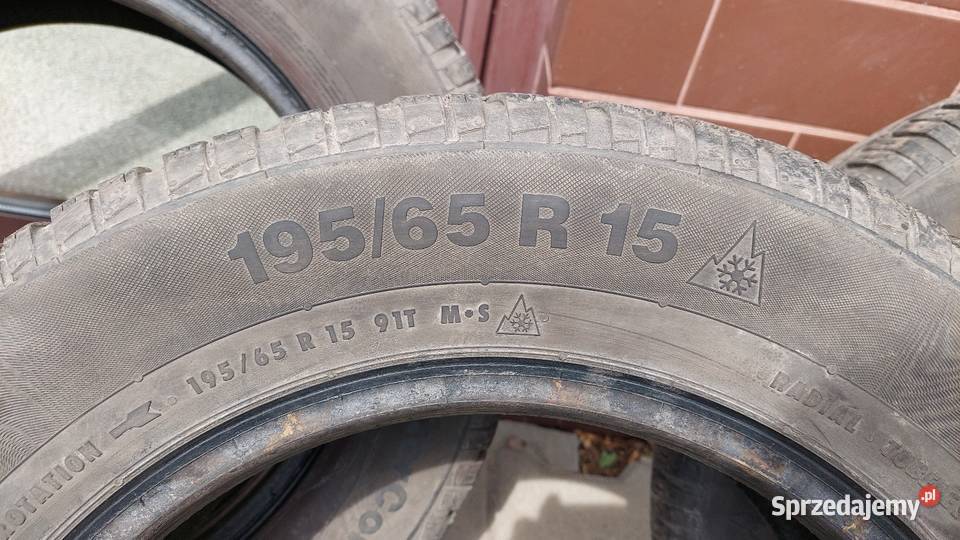 195/65 R 15
195/65 R 15 91T M•S
ROTATION
RADIAL
Sprzedajemy.pl